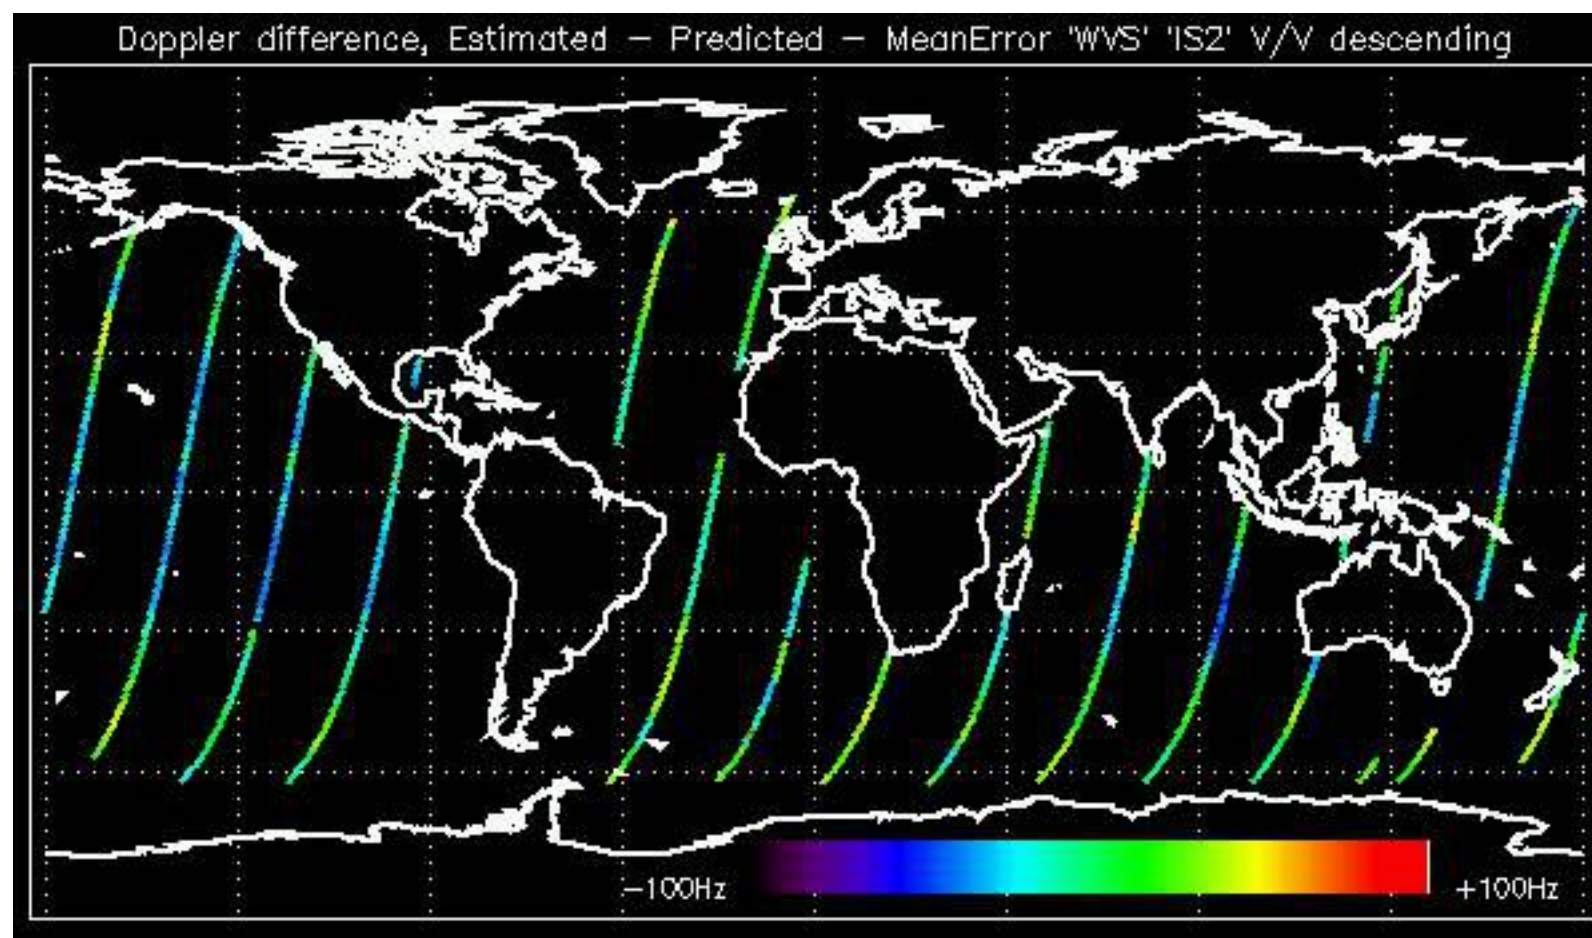 Doppler difference, Estimated – Predicted – MeanError 'WVS' 'IS2' V/V descending
–100Hz +100Hz